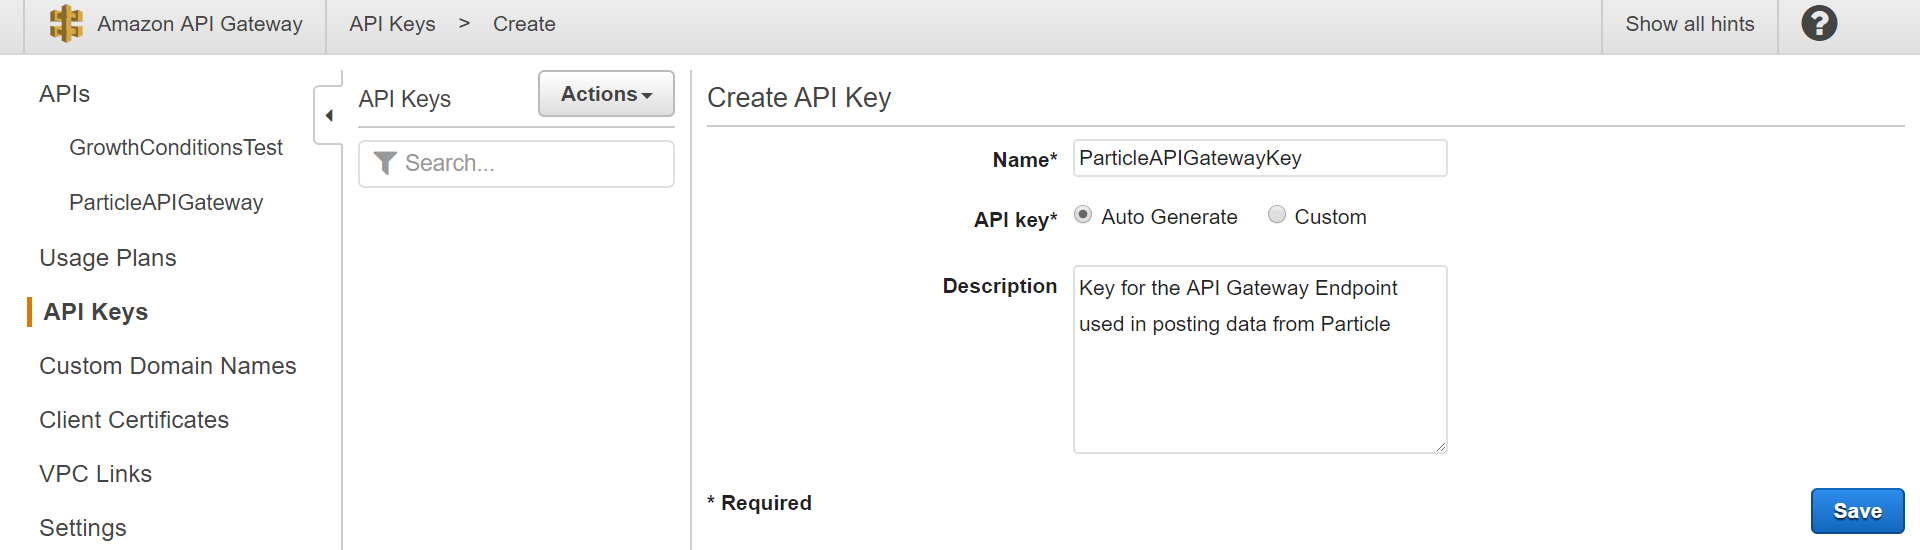 Amazon API Gateway
API Keys > Create
Show all hints
?
APIs
GrowthConditionsTest
ParticleAPIGateway
Usage Plans
API Keys
Custom Domain Names
Client Certificates
VPC Links
Settings
API Keys
Actions
Search...
Create API Key
Name* ParticleAPIGatewayKey
API key* Auto Generate Custom
Description
Key for the API Gateway Endpoint
used in posting data from Particle
* Required
Save